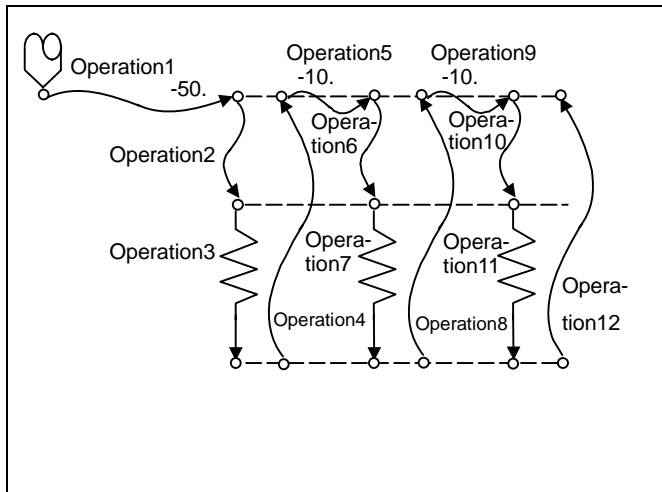 Operation1
-50.
Operation5
-10.
Operation9
-10.
Operation2
Opera-
tion6
Opera-
tion10
Operation3
Opera-
tion7
Opera-
tion11
Operation4
Operation8
Opera-
tion12